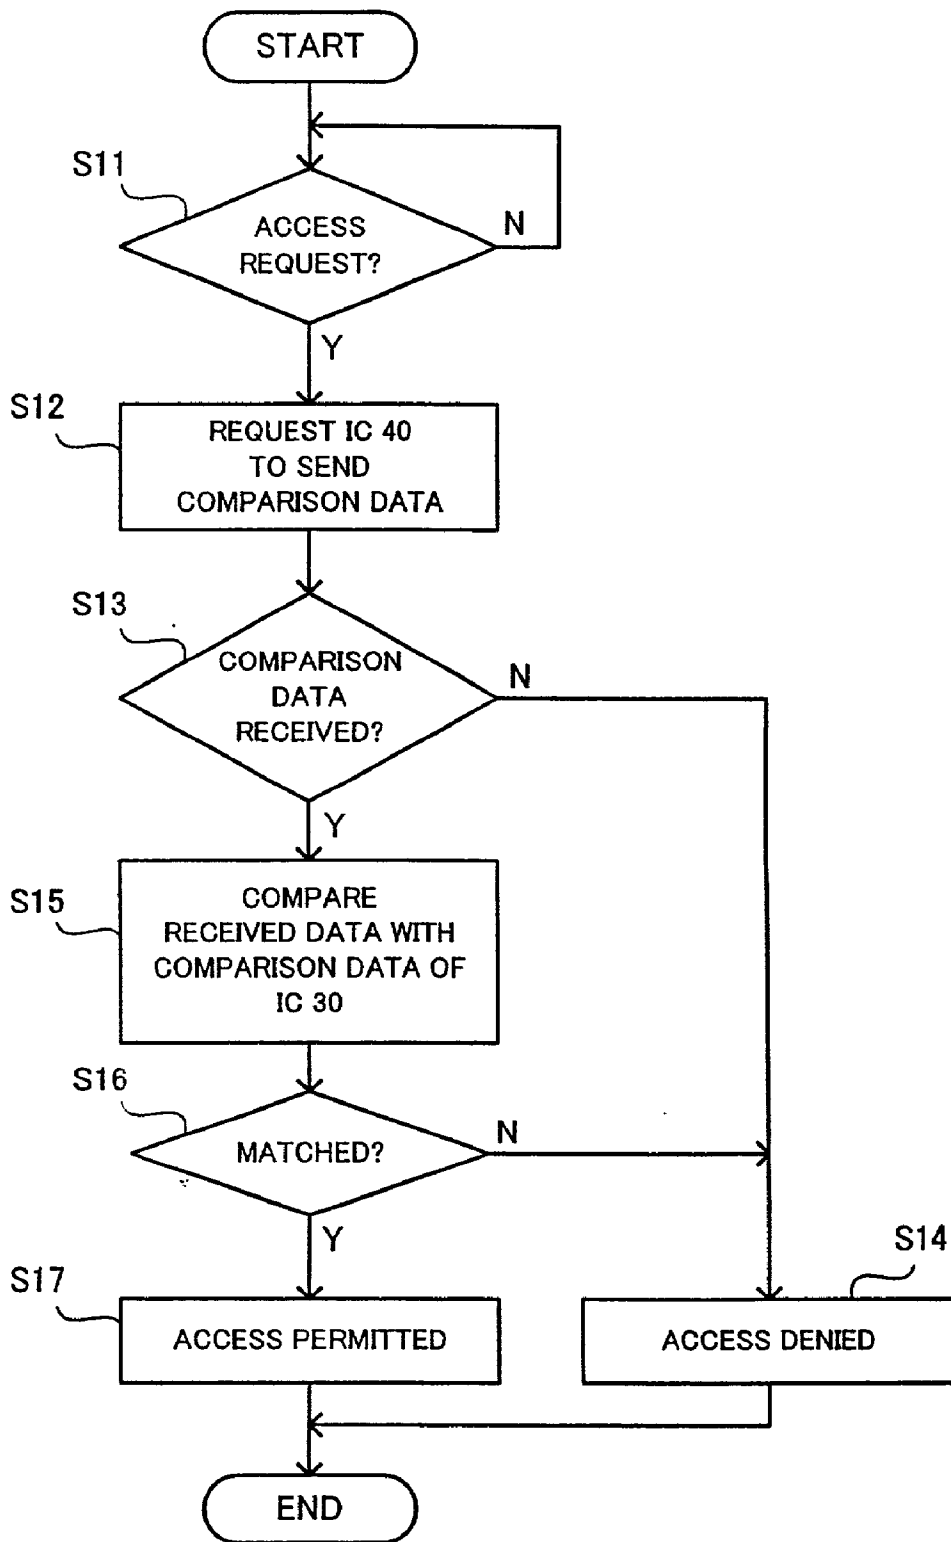 START
S11
ACCESS
REQUEST?
N
Y
S12
REQUEST IC 40
TO SEND
COMPARISON DATA
S13
COMPARISON
DATA
RECEIVED?
N
Y
S15
COMPARE
RECEIVED DATA WITH
COMPARISON DATA OF
IC 30
S16
MATCHED?
N
Y
S17
ACCESS PERMITTED
S14
ACCESS DENIED
END